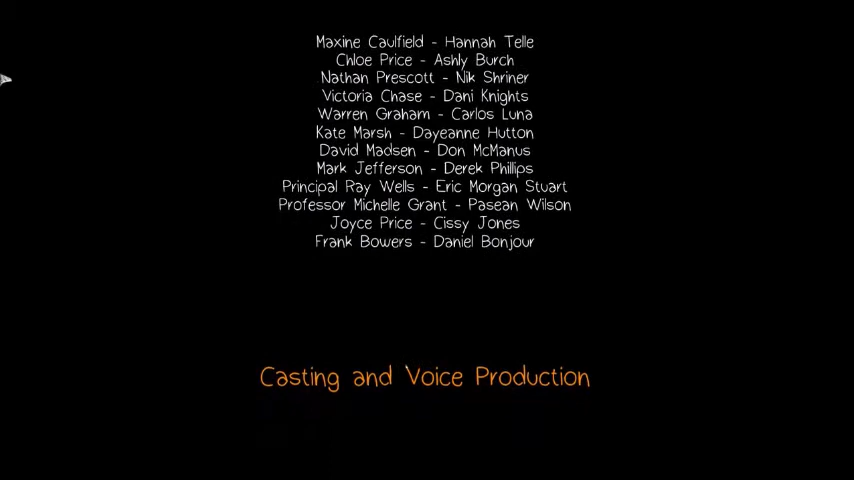 Maxine Caulfield - Hannah Telle
Chloe Price - Ashly Burch
Nathan Prescott - Nik Shriner
Victoria Chase - Dani Knights
Warren Graham - Carlos Luna
Kate Marsh - Dayeanne Hutton
David Madsen - Don McManus
Mark Jefferson - Derek Phillips
Principal Ray Wells - Eric Morgan Stuart
Professor Michelle Grant - Pasean Wilson
Joyce Price - Cissy Jones
Frank Bowers - Daniel Bonjour
Casting and Voice Production